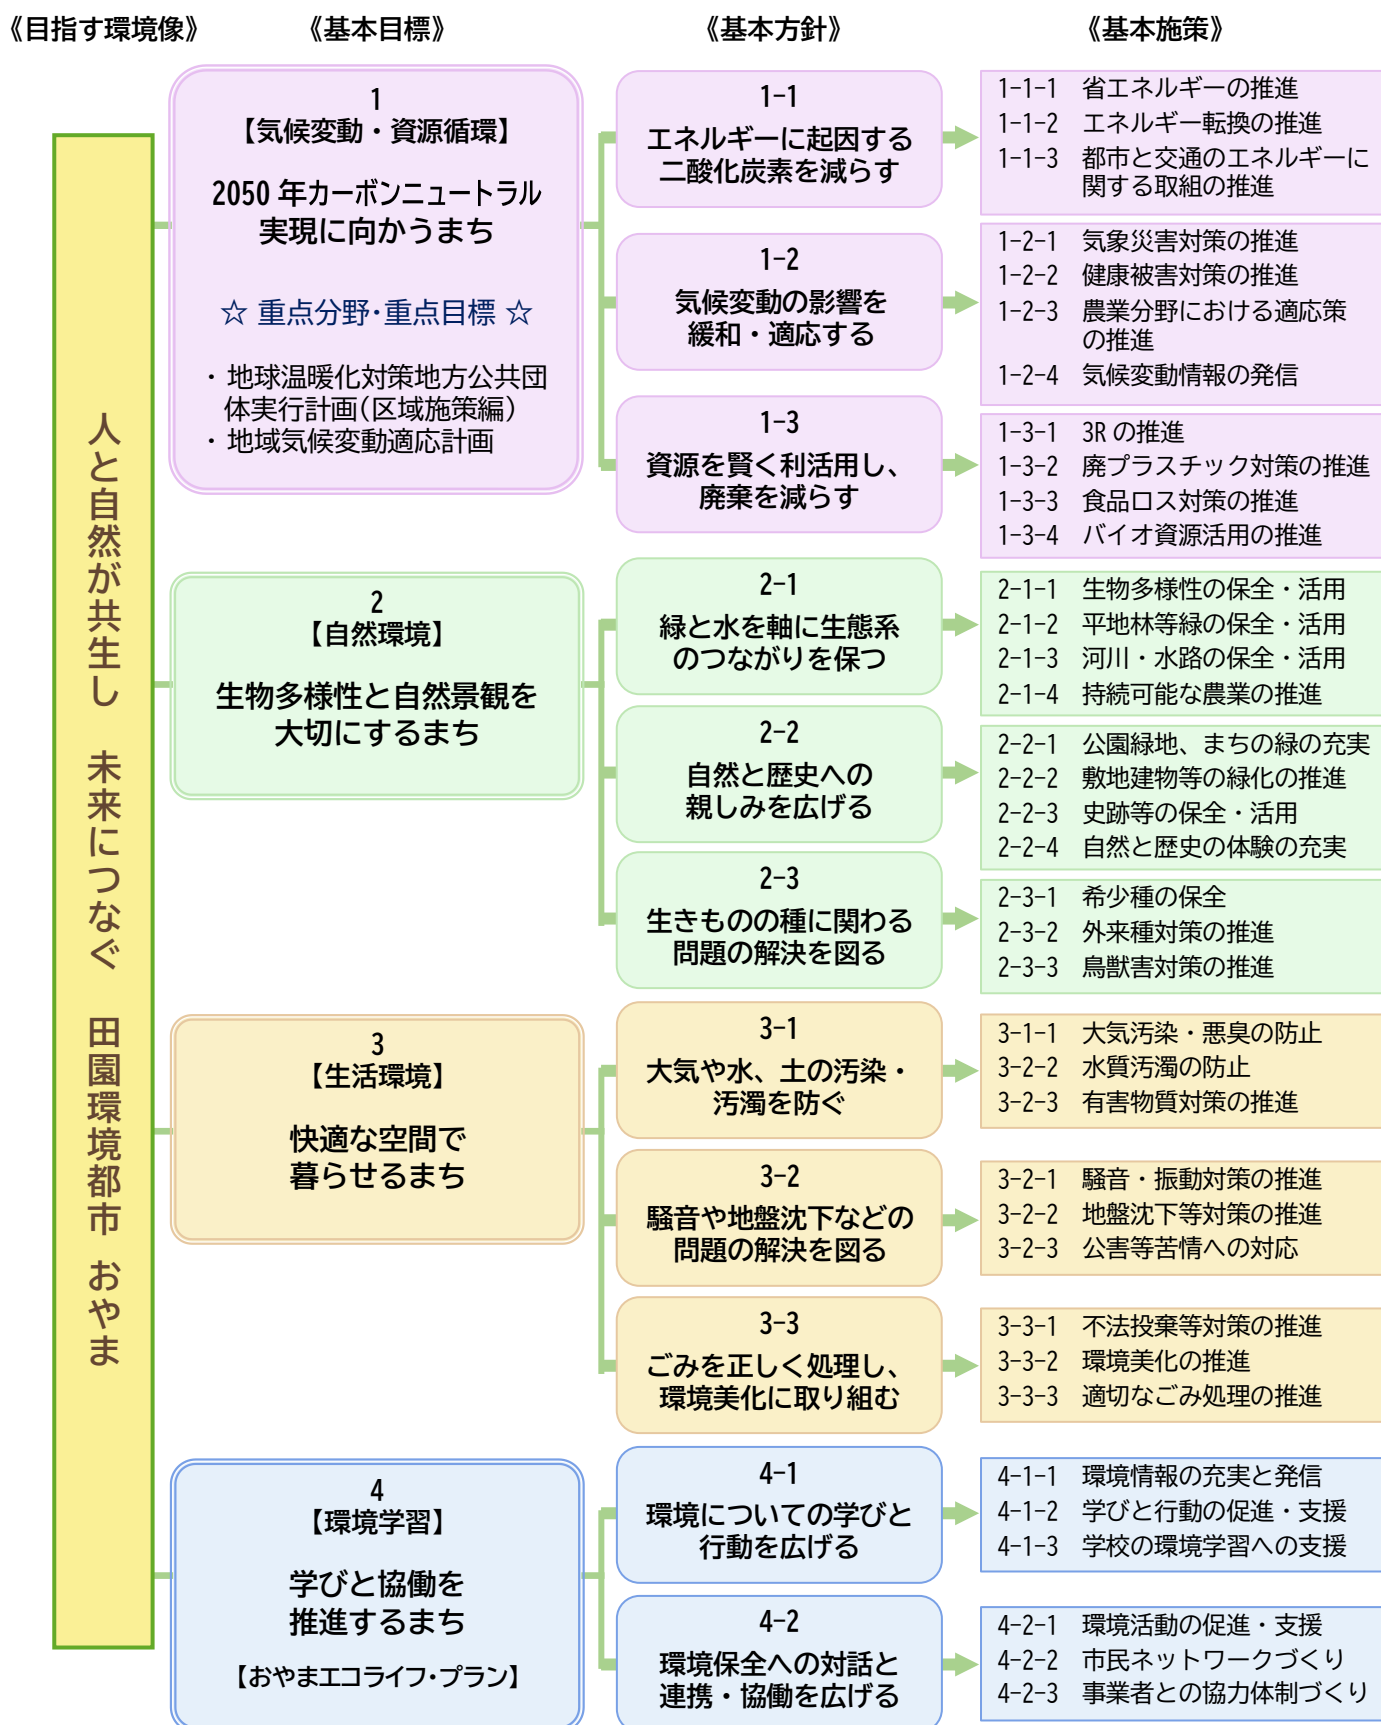 《目指す環境像》
《基本目標》
《基本方針》
《基本施策》
人と自然が共生し 未来につなぐ 田園環境都市 おやま
1
【気候変動・資源循環】
2050年カーボンニュートラル
実現に向かうまち
☆ 重点分野・重点目標 ☆
・地球温暖化対策地方公共団
体実行計画(区域施策編)
・地域気候変動適応計画
1-1
エネルギーに起因する
二酸化炭素を減らす
1-1-1 省エネルギーの推進
1-1-2 エネルギー転換の推進
1-1-3 都市と交通のエネルギーに
関する取組の推進
1-2
気候変動の影響を
緩和・適応する
1-2-1 気象災害対策の推進
1-2-2 健康被害対策の推進
1-2-3 農業分野における適応策
の推進
1-2-4 気候変動情報の発信
1-3
資源を賢く利活用し、
廃棄を減らす
1-3-1 3Rの推進
1-3-2 廃プラスチック対策の推進
1-3-3 食品ロス対策の推進
1-3-4 バイオ資源活用の推進
2
【自然環境】
生物多様性と自然景観を
大切にするまち
2-1
緑と水を軸に生態系
のつながりを保つ
2-1-1 生物多様性の保全・活用
2-1-2 平地林等緑の保全・活用
2-1-3 河川・水路の保全・活用
2-1-4 持続可能な農業の推進
2-2
自然と歴史への
親しみを広げる
2-2-1 公園緑地、まちの緑の充実
2-2-2 敷地建物等の緑化の推進
2-2-3 史跡等の保全・活用
2-2-4 自然と歴史の体験の充実
2-3
生きものの種に関わる
問題の解決を図る
2-3-1 希少種の保全
2-3-2 外来種対策の推進
2-3-3 鳥獣害対策の推進
3
【生活環境】
快適な空間で
暮らせるまち
3-1
大気や水、土の汚染・
汚濁を防ぐ
3-1-1 大気汚染・悪臭の防止
3-2-2 水質汚濁の防止
3-2-3 有害物質対策の推進
3-2
騒音や地盤沈下などの
問題の解決を図る
3-2-1 騒音・振動対策の推進
3-2-2 地盤沈下等対策の推進
3-2-3 公害等苦情への対応
3-3
ごみを正しく処理し、
環境美化に取り組む
3-3-1 不法投棄等対策の推進
3-3-2 環境美化の推進
3-3-3 適切なごみ処理の推進
4
【環境学習】
学びと協働を
推進するまち
【おやまエコライフ・プラン】
4-1
環境についての学びと
行動を広げる
4-1-1 環境情報の充実と発信
4-1-2 学びと行動の促進・支援
4-1-3 学校の環境学習への支援
4-2
環境保全への対話と
連携・協働を広げる
4-2-1 環境活動の促進・支援
4-2-2 市民ネットワークづくり
4-2-3 事業者との協力体制づくり